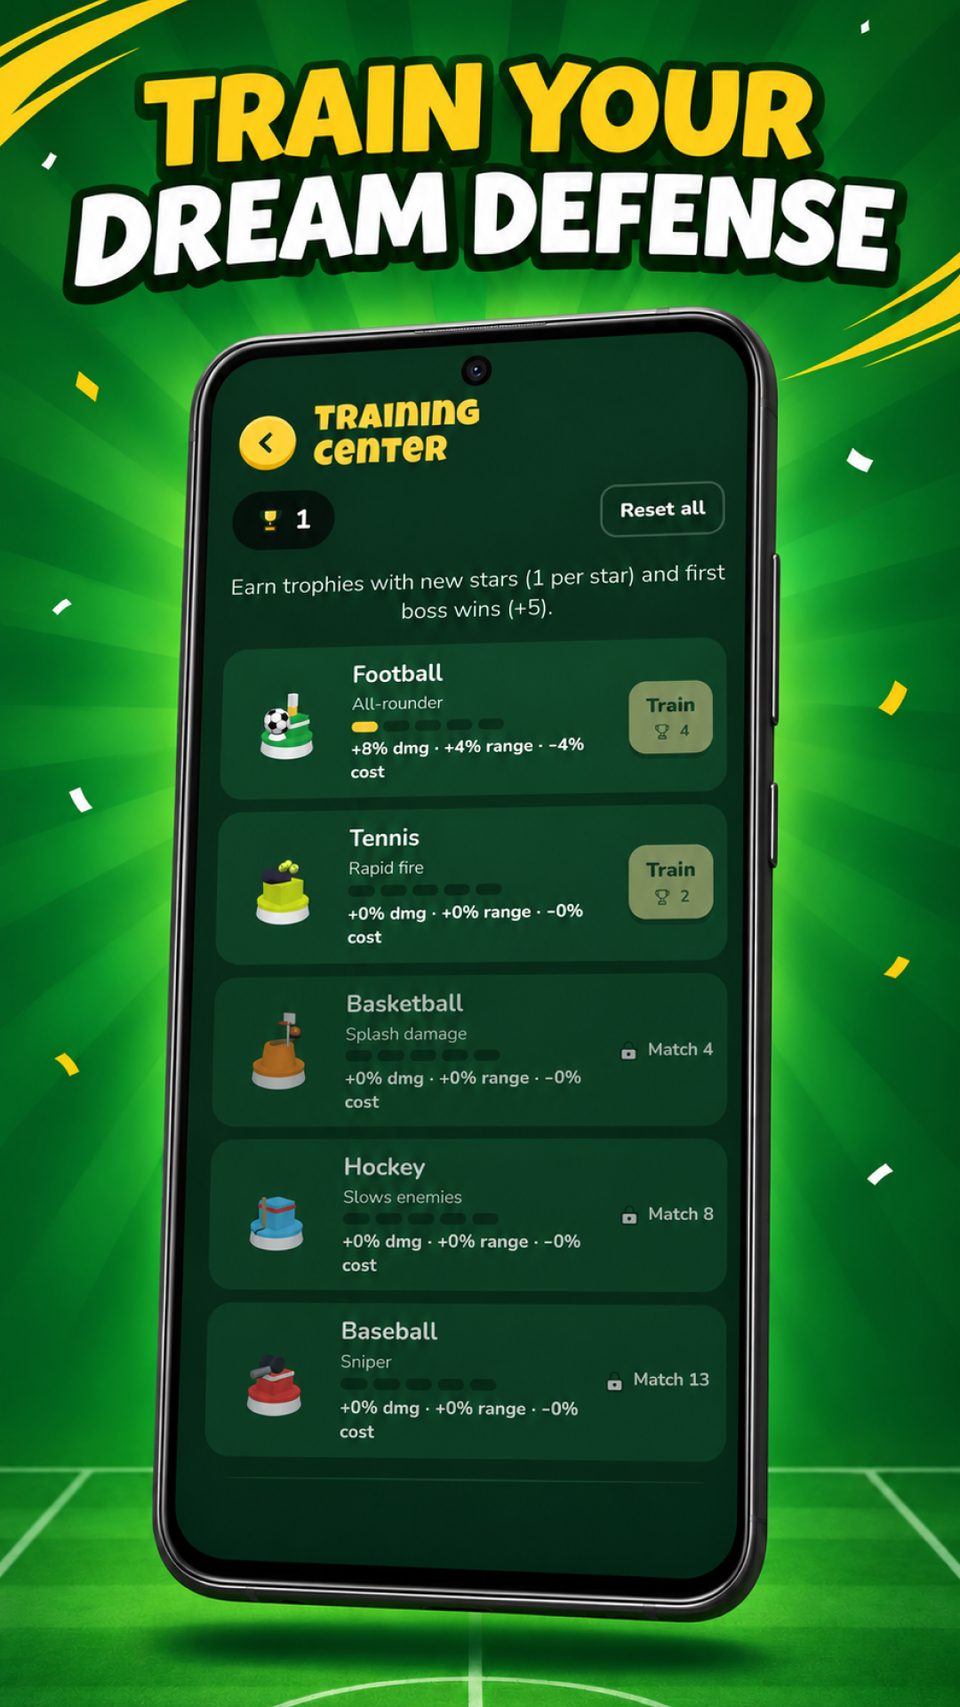 TRAIN YOUR
DREAM DEFENSE
TRAINING
CENTER
1
Reset all
Earn trophies with new stars (1 per star) and first
boss wins (+5).
Football
All-rounder
+8% dmg · +4% range · -4%
cost
Train
4
Tennis
Rapid fire
+0% dmg · +0% range · -0%
cost
Train
2
Basketball
Splash damage
+0% dmg · +0% range · -0%
cost
Match 4
Hockey
Slows enemies
+0% dmg · +0% range · -0%
cost
Match 8
Baseball
Sniper
+0% dmg · +0% range · -0%
cost
Match 13